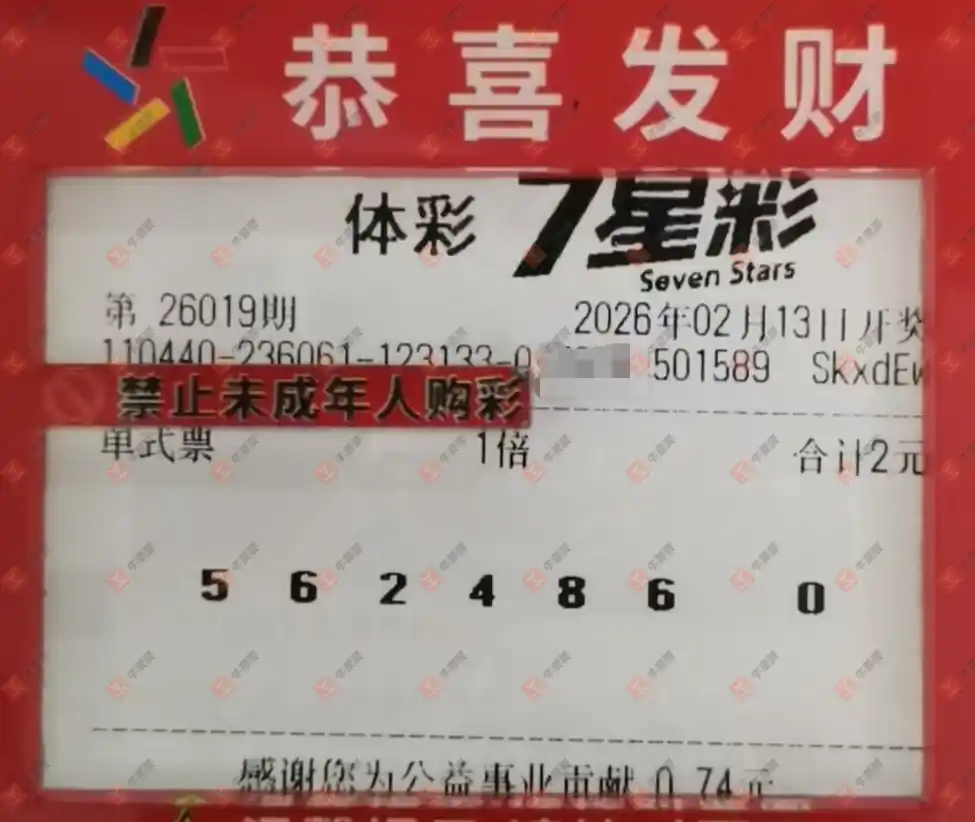 恭喜发财
体彩 7星彩
Seven Stars
第 26019期 2026年02月13日开奖
110440-236061-123133-0 501589 SkxdEw
禁止未成年人购彩
单式票 1倍 合计2元
5 6 2 4 8 6 0
感谢您为公益事业贡献 0.74元